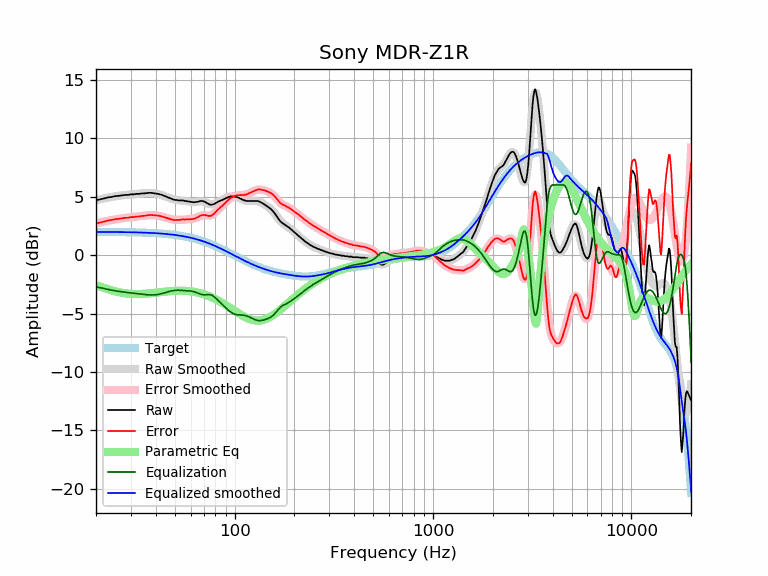 Sony MDR-Z1R
15
10
5
0
−5
−10
−15
−20
Amplitude (dBr)
Target
Raw Smoothed
Error Smoothed
Raw
Error
Parametric Eq
Equalization
Equalized smoothed
100 1000 10000
Frequency (Hz)